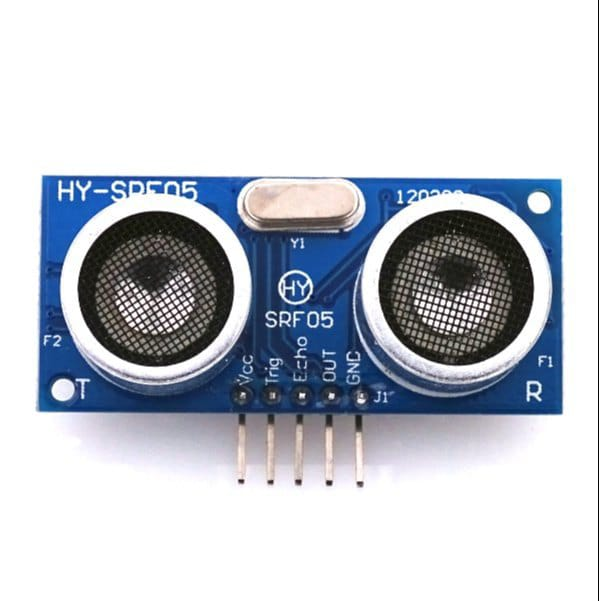 HY-SRF05
Y1
HY
SRF05
F2
F1
Vcc
Trig
Echo
OUT
GND
J1
T
R